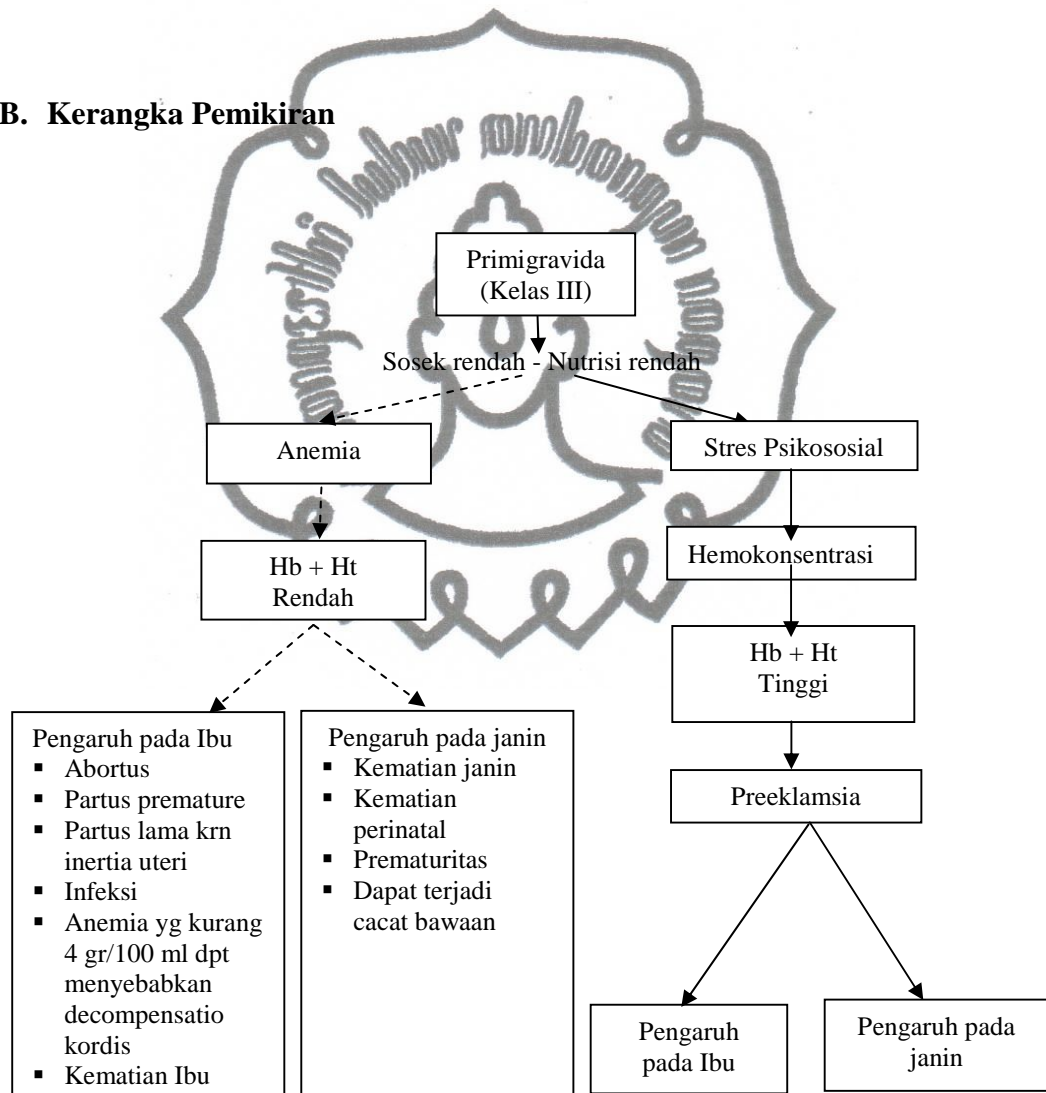 B. Kerangka Pemikiran
Primigravida
(Kelas III)
Sosek rendah - Nutrisi rendah
Anemia
Stres Psikososial
Hb + Ht
Rendah
Hemokonsentrasi
Hb + Ht
Tinggi
Preeklamsia
Pengaruh pada Ibu
▪ Abortus
▪ Partus premature
▪ Partus lama krn
inertia uteri
▪ Infeksi
▪ Anemia yg kurang
4 gr/100 ml dpt
menyebabkan
decompensatio
kordis
▪ Kematian Ibu
Pengaruh pada janin
▪ Kematian janin
▪ Kematian
perinatal
▪ Prematuritas
▪ Dapat terjadi
cacat bawaan
Pengaruh
pada Ibu
Pengaruh pada
janin